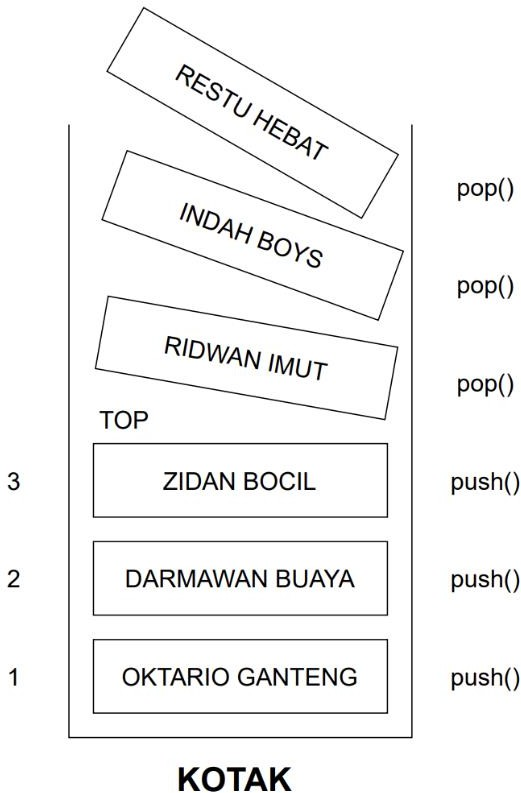 RESTU HEBAT
pop()
INDAH BOYS
pop()
RIDWAN IMUT
pop()
TOP
3 ZIDAN BOCIL push()
2 DARMAWAN BUAYA push()
1 OKTARIO GANTENG push()
KOTAK